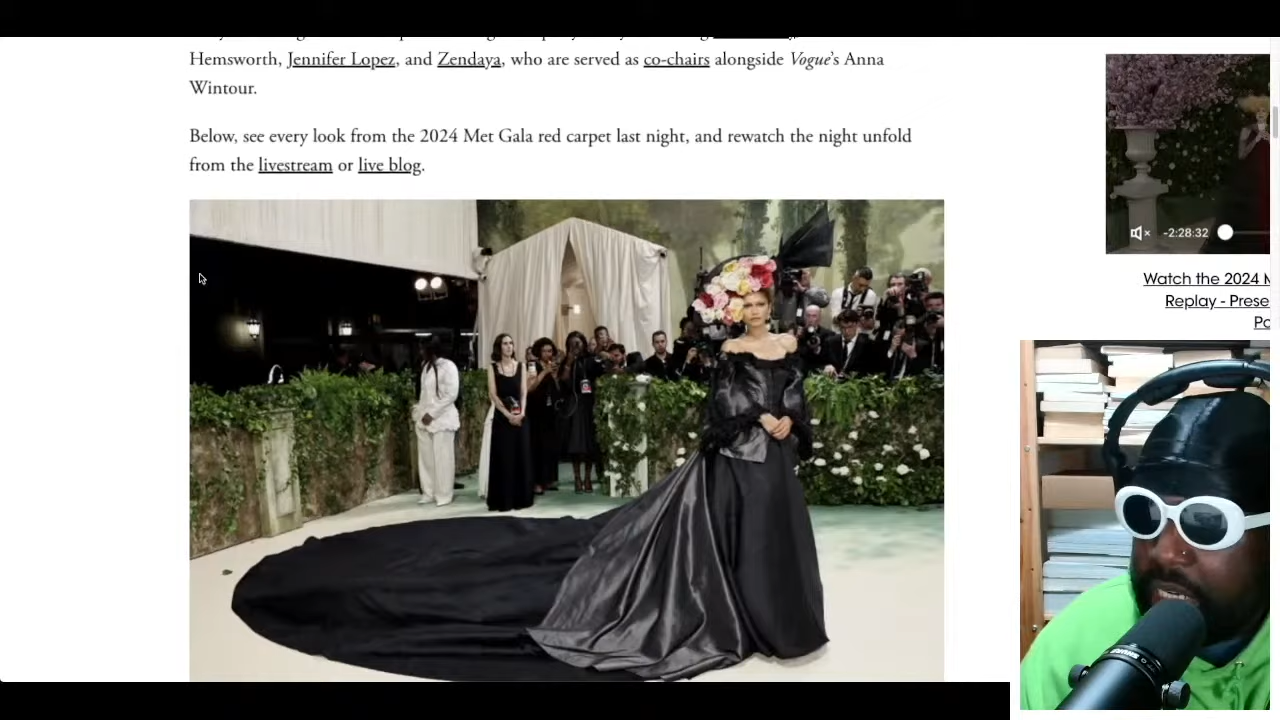 Hemsworth, Jennifer Lopez, and Zendaya, who are served as co-chairs alongside Vogue's Anna
Wintour.
Below, see every look from the 2024 Met Gala red carpet last night, and rewatch the night unfold
from the livestream or live blog.
-2:28:32
Watch the 2024
Replay - Prese